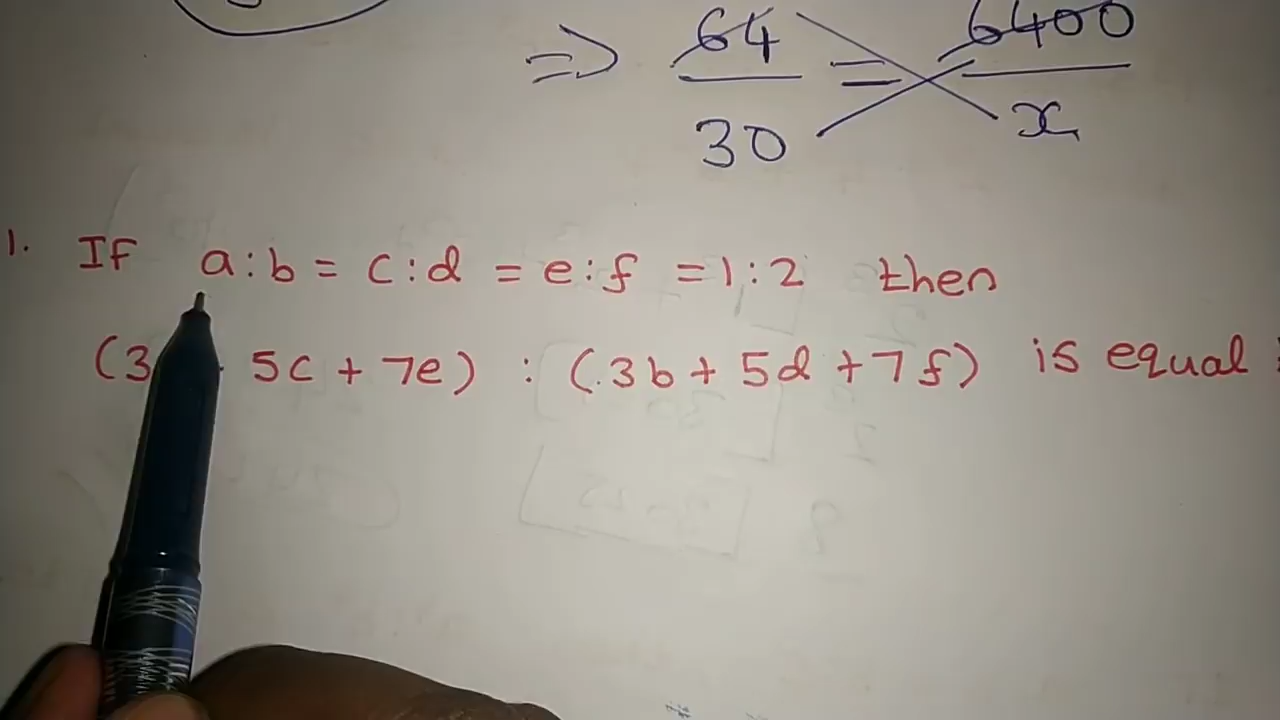 => 64/30 = 6400/x
1. If a:b = c:d = e:f = 1:2 then
(3 5c + 7e) : (3b + 5d + 7f) is equal